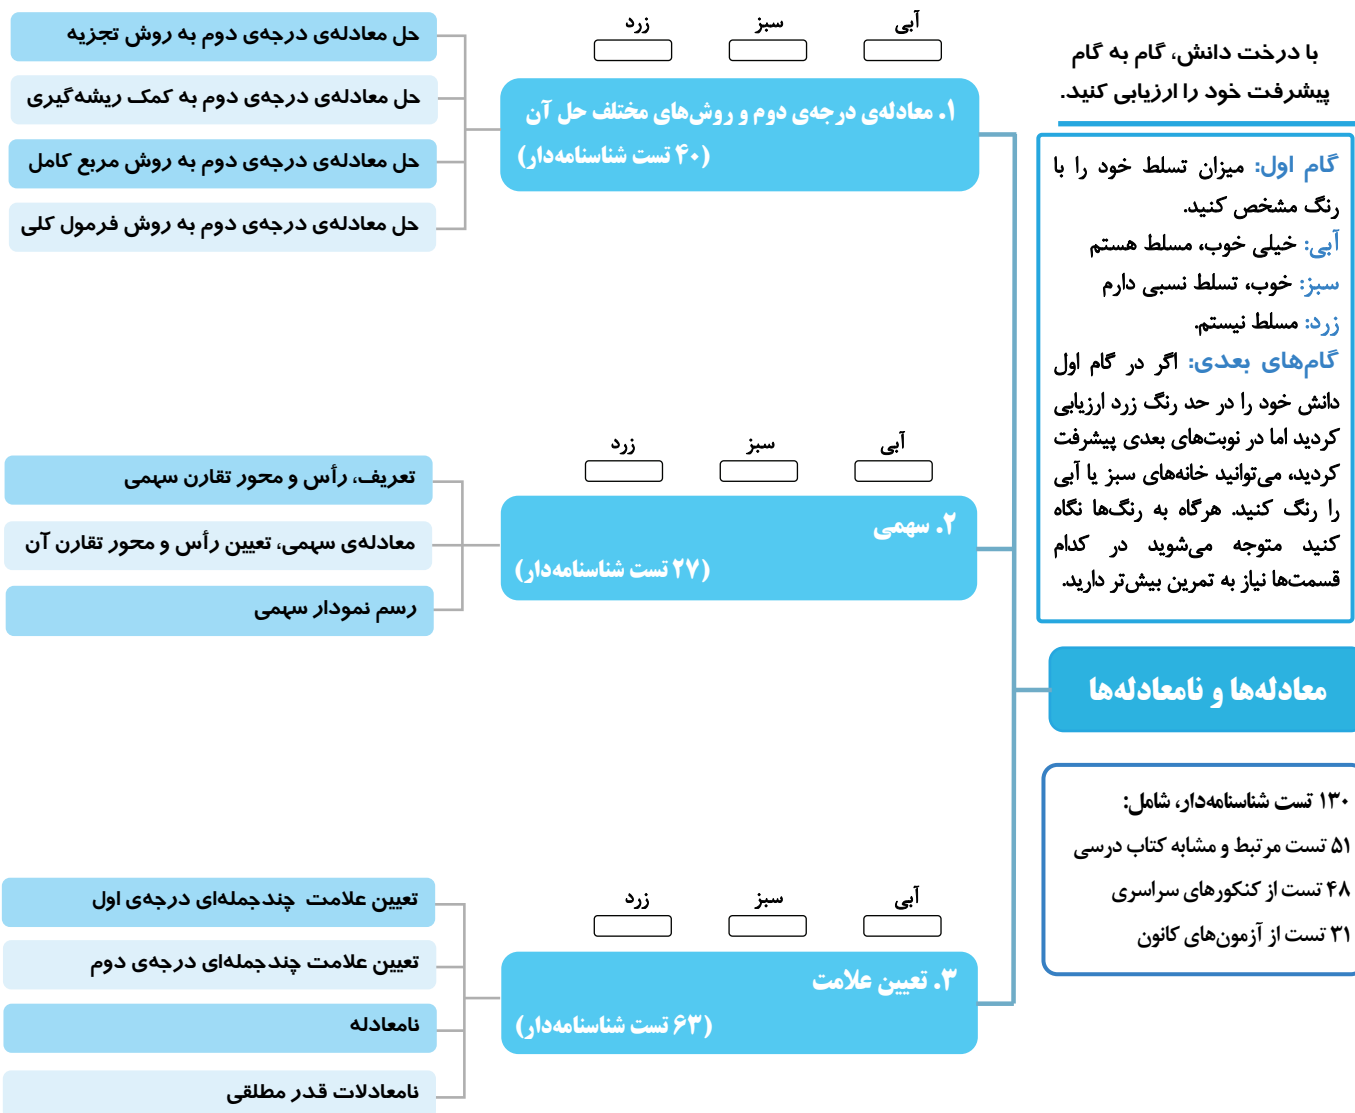 با درخت دانش، گام به گام
پیشرفت خود را ارزیابی کنید.
گام اول: میزان تسلط خود را با
رنگ مشخص کنید.
آبی: خیلی خوب، مسلط هستم
سبز: خوب، تسلط نسبی دارم
زرد: مسلط نیستم.
گام‌های بعدی: اگر در گام اول
دانش خود را در حد رنگ زرد ارزیابی
کردید اما در نوبت‌های بعدی پیشرفت
کردید، می‌توانید خانه‌های سبز یا آبی
را رنگ کنید. هرگاه به رنگ‌ها نگاه
کنید متوجه می‌شوید در کدام
قسمت‌ها نیاز به تمرین بیش‌تر دارید.
معادله‌ها و نامعادله‌ها
۱۳۰ تست شناسنامه‌دار، شامل:
۵۱ تست مرتبط و مشابه کتاب درسی
۴۸ تست از کنکورهای سراسری
۳۱ تست از آزمون‌های کانون
آبی سبز زرد
۱. معادله‌ی درجه‌ی دوم و روش‌های مختلف حل آن
(۴۰ تست شناسنامه‌دار)
حل معادله‌ی درجه‌ی دوم به روش تجزیه
حل معادله‌ی درجه‌ی دوم به کمک ریشه‌گیری
حل معادله‌ی درجه‌ی دوم به روش مربع کامل
حل معادله‌ی درجه‌ی دوم به روش فرمول کلی
آبی سبز زرد
۲. سهمی
(۲۷ تست شناسنامه‌دار)
تعریف، رأس و محور تقارن سهمی
معادله‌ی سهمی، تعیین رأس و محور تقارن آن
رسم نمودار سهمی
آبی سبز زرد
۳. تعیین علامت
(۶۳ تست شناسنامه‌دار)
تعیین علامت چندجمله‌ای درجه‌ی اول
تعیین علامت چندجمله‌ای درجه‌ی دوم
نامعادله
نامعادلات قدر مطلقی